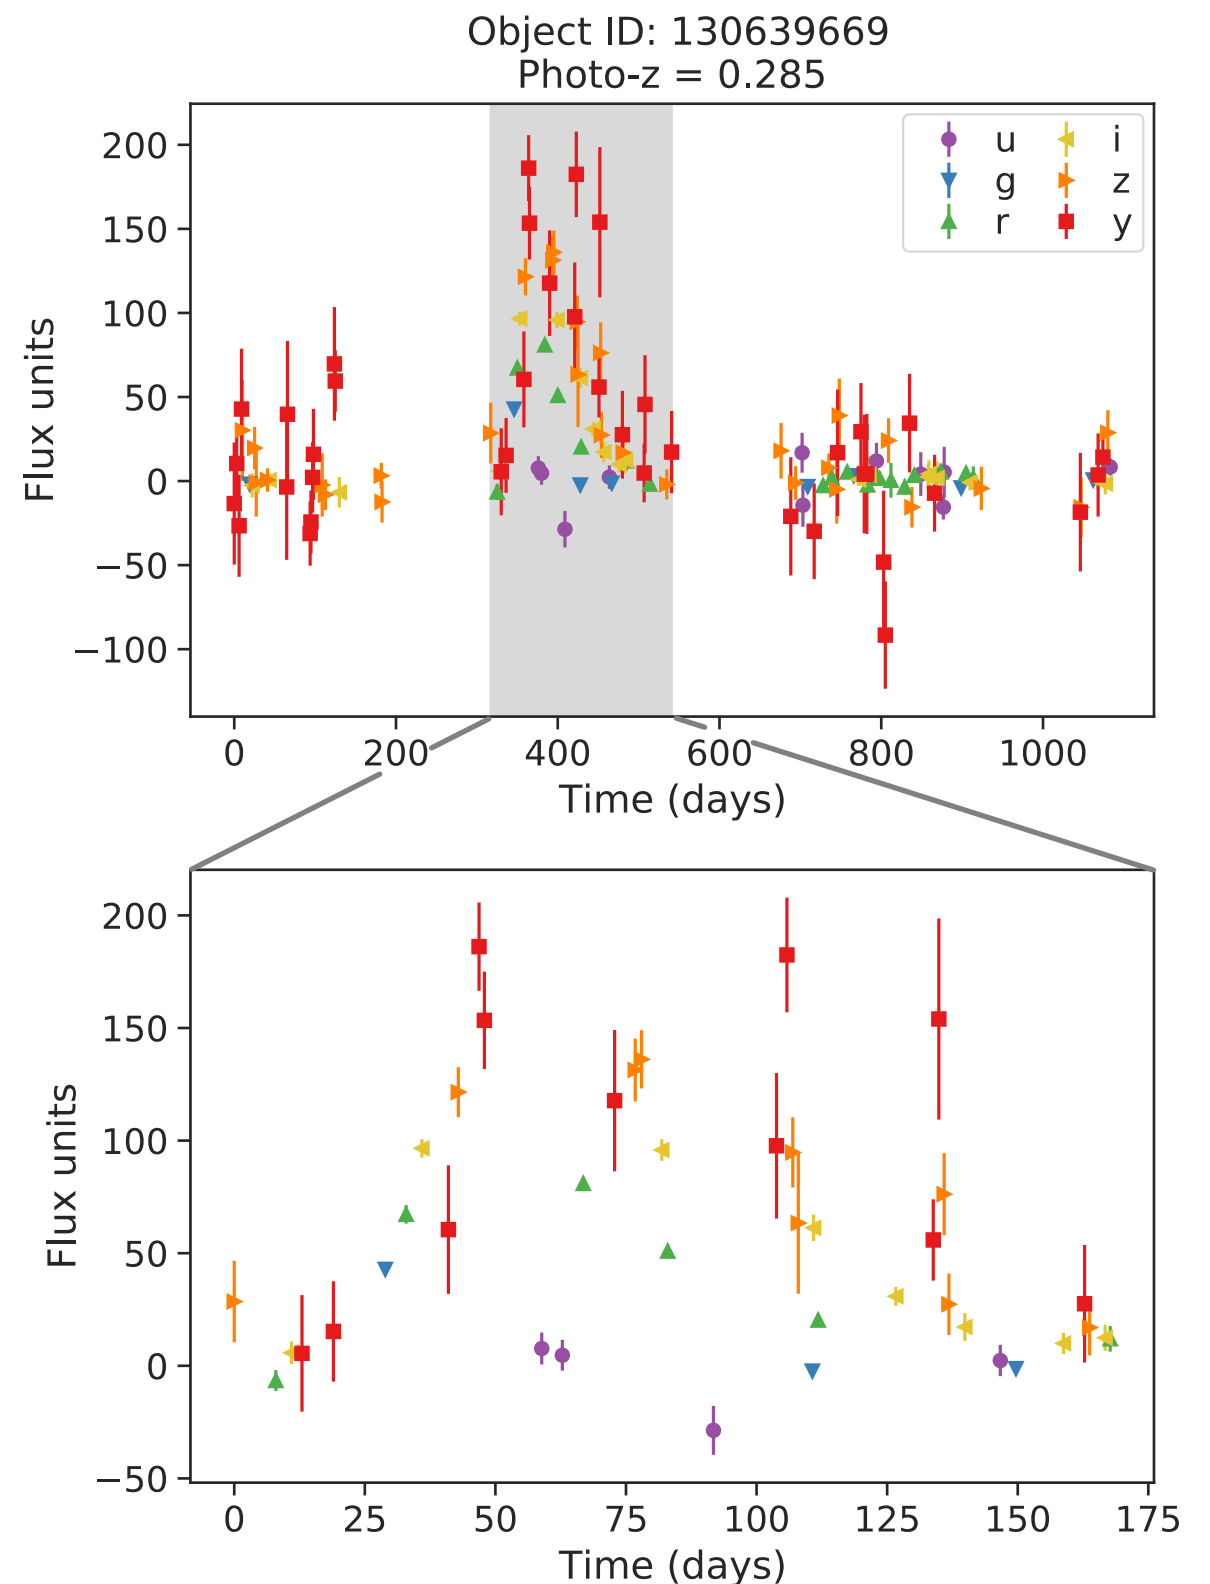 Object ID: 130639669
Photo-z = 0.285
Flux units
200
150
100
50
0
−50
−100
u i
g z
r y
0 200 400 600 800 1000
Time (days)
Flux units
200
150
100
50
0
−50
0 25 50 75 100 125 150 175
Time (days)